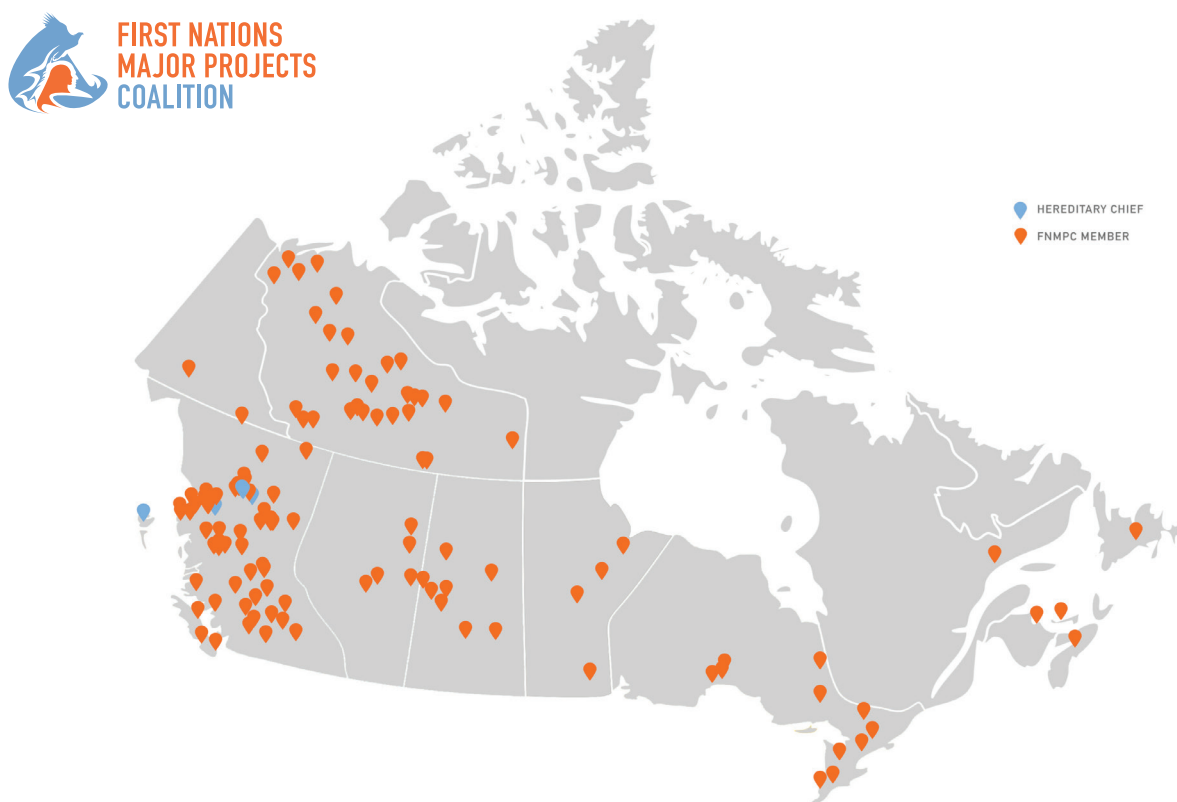 FIRST NATIONS
MAJOR PROJECTS
COALITION
HEREDITARY CHIEF
FNMPC MEMBER